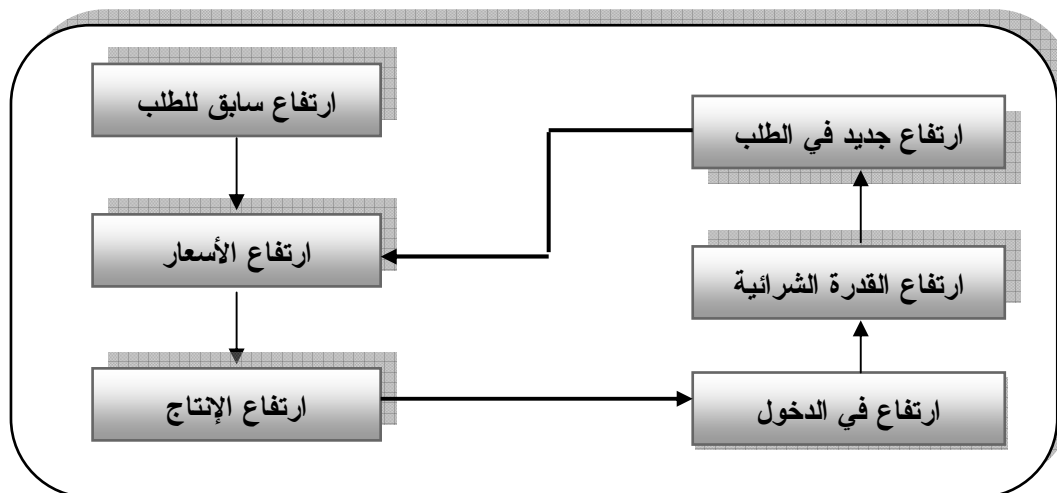 ارتفاع سابق للطلب
ارتفاع جديد في الطلب
ارتفاع الأسعار
ارتفاع القدرة الشرائية
ارتفاع الإنتاج
ارتفاع في الدخول